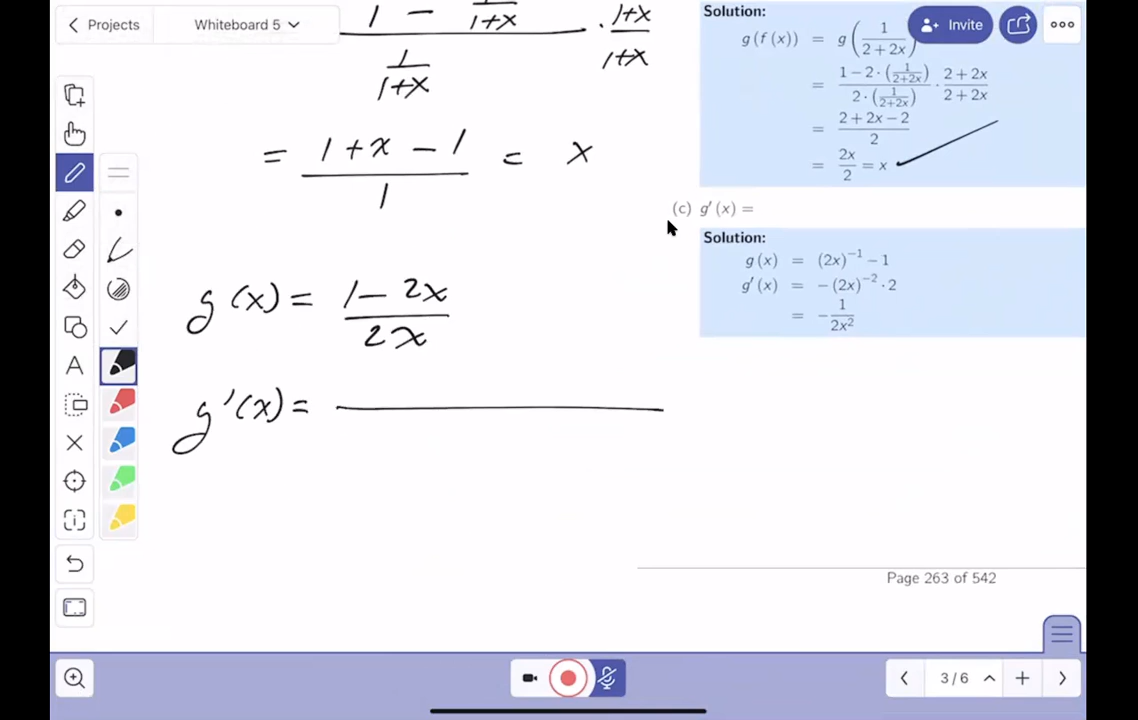 Projects
Whiteboard 5
Invite
1 - 1/1+x · 1+x
1/1+x 1+x
= 1+x-1/1 = x
g(x) = 1-2x/2x
g'(x) =
Solution:
g(f(x)) = g(1/2+2x)
= 1-2·(1/2+2x)/2·(1/2+2x) · 2+2x/2+2x
= 2+2x-2/2
= 2x/2 = x
(c) g′(x) =
Solution:
g(x) = (2x)⁻¹ - 1
g′(x) = -(2x)⁻² · 2
= -1/2x²
Page 263 of 542
A
3/6